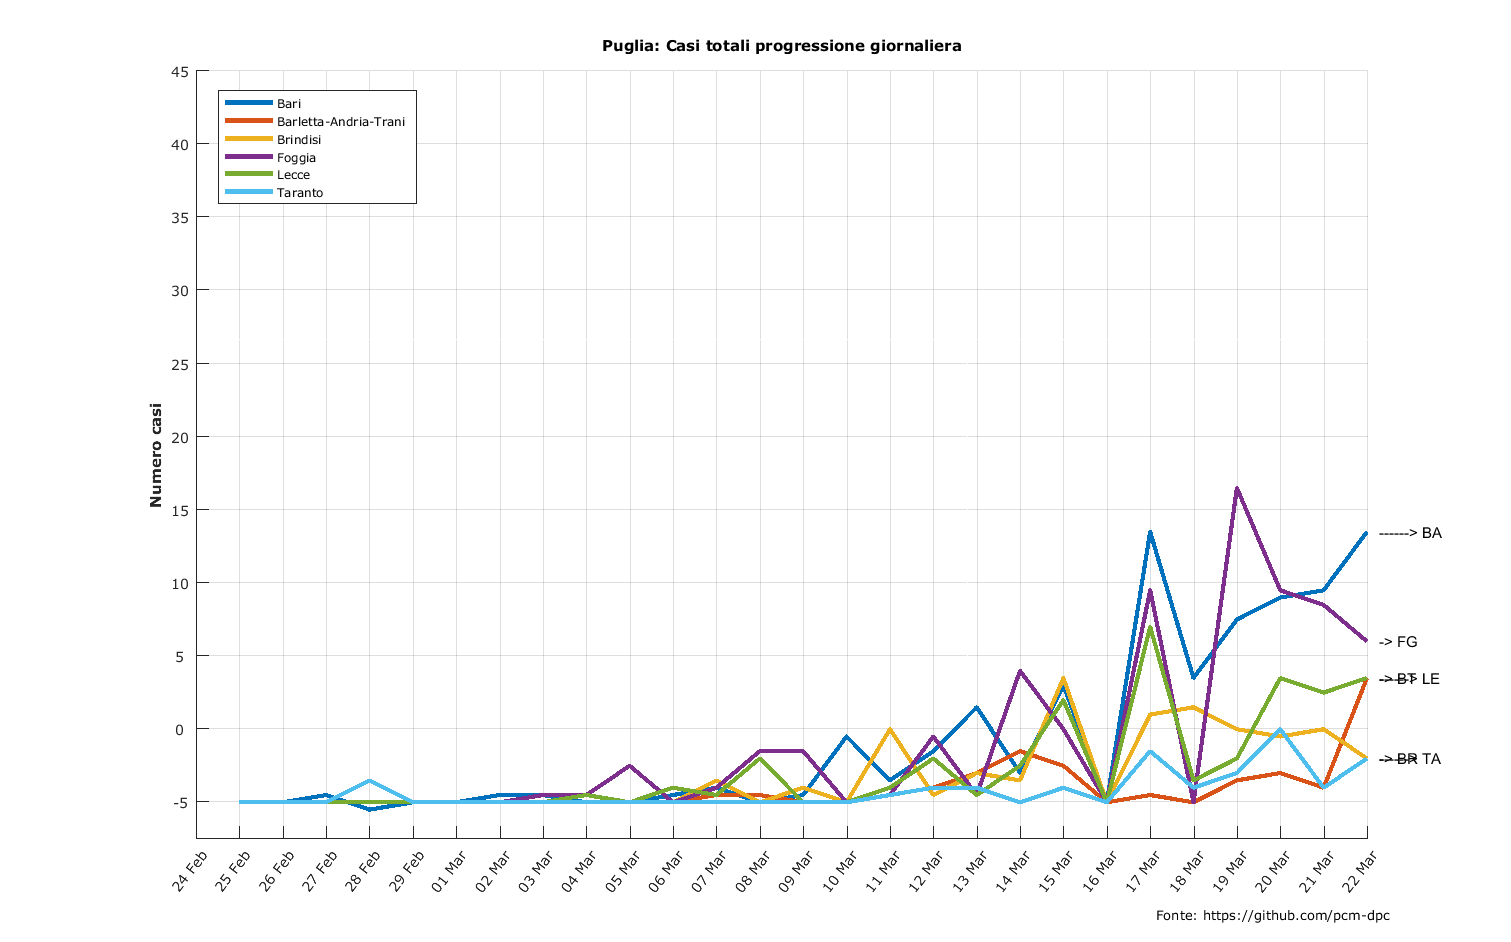 Puglia: Casi totali progressione giornaliera
45
40
35
30
25
20
15
10
5
0
-5
Numero casi
Bari
Barletta-Andria-Trani
Brindisi
Foggia
Lecce
Taranto
------> BA
-> FG
-> BT
------> LE
-> BR
------> TA
24 Feb
25 Feb
26 Feb
27 Feb
28 Feb
29 Feb
01 Mar
02 Mar
03 Mar
04 Mar
05 Mar
06 Mar
07 Mar
08 Mar
09 Mar
10 Mar
11 Mar
12 Mar
13 Mar
14 Mar
15 Mar
16 Mar
17 Mar
18 Mar
19 Mar
20 Mar
21 Mar
22 Mar
Fonte: https://github.com/pcm-dpc